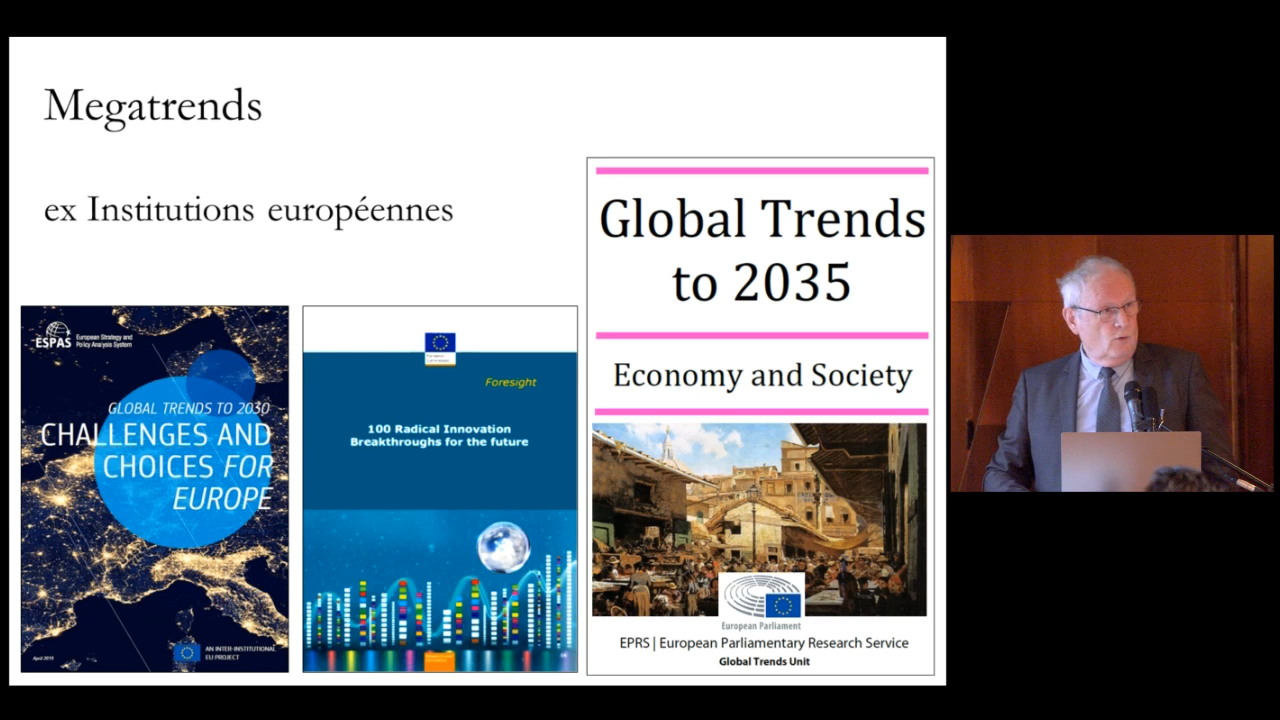 Megatrends
ex Institutions européennes
ESPAS
European Strategy and
Policy Analysis System
GLOBAL TRENDS TO 2030
CHALLENGES AND
CHOICES FOR
EUROPE
April 2015
AN INTER-INSTITUTIONAL
EU PROJECT
Foresight
100 Radical Innovation
Breakthroughs for the future
Global Trends
to 2035
Economy and Society
European Parliament
EPRS | European Parliamentary Research Service
Global Trends Unit